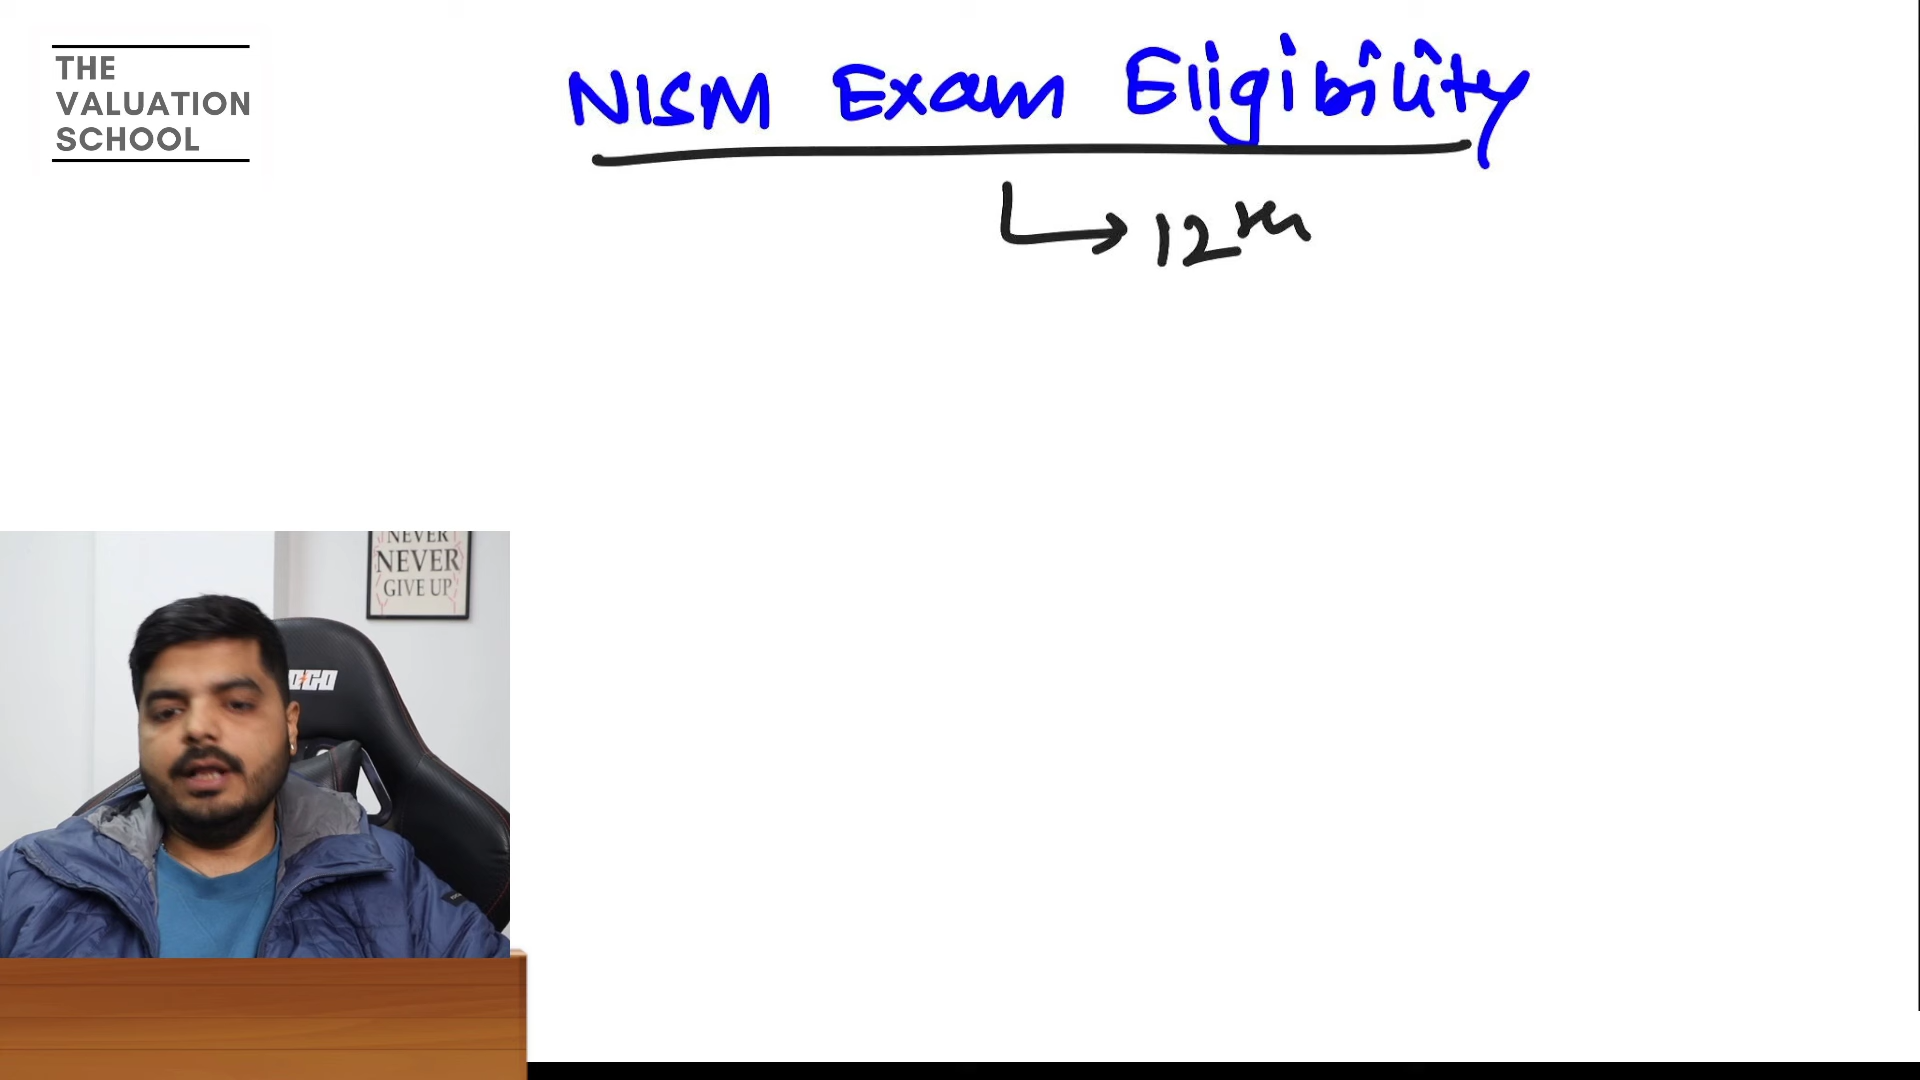 THE
VALUATION
SCHOOL
NISM Exam Eligibility
12th
NEVER
NEVER
GIVE UP